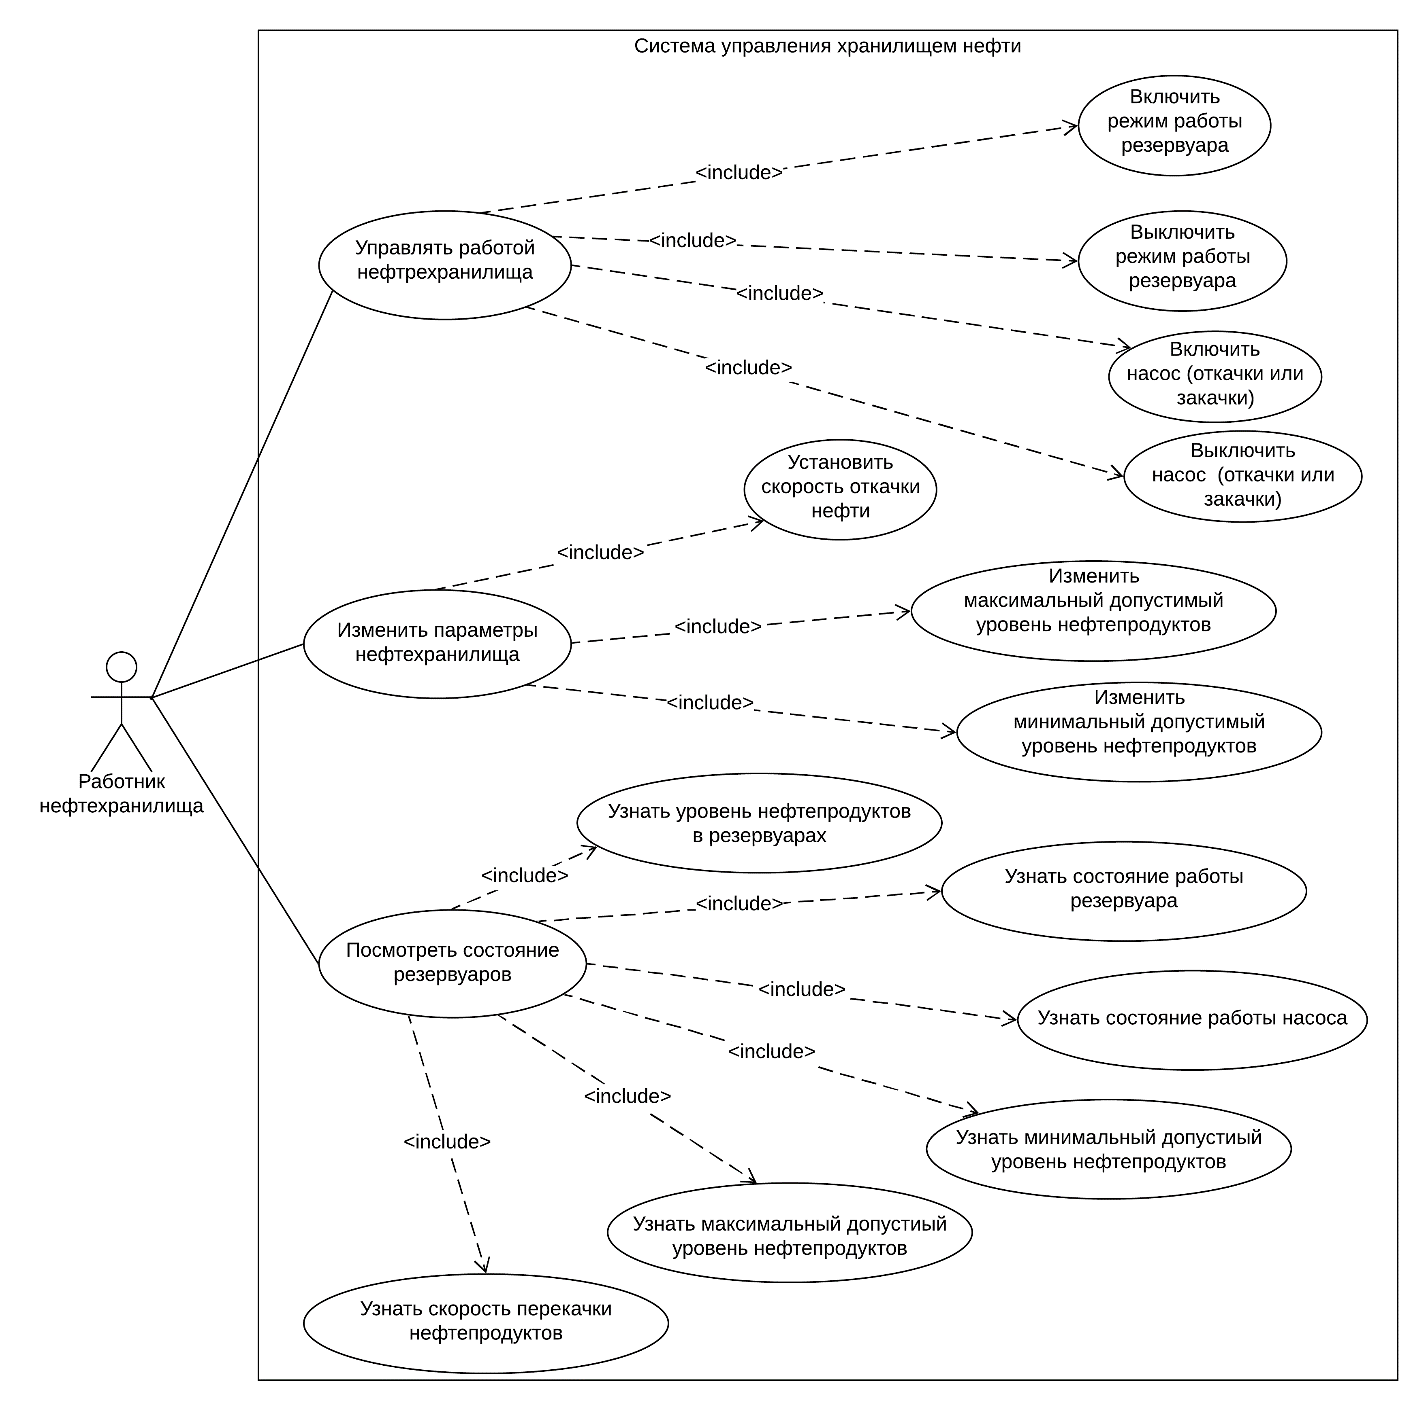 Система управления хранилищем нефти
Включить
режим работы
резервуара
<include>
Управлять работой
нефтрехранилища
<include>
Выключить
режим работы
резервуара
<include>
Включить
насос (откачки или
закачки)
<include>
Выключить
насос  (откачки или
закачки)
Установить
скорость откачки
нефти
<include>
Изменить параметры
нефтехранилища
<include>
Изменить
максимальный допустимый
уровень нефтепродуктов
<include>
Изменить
минимальный допустимый
уровень нефтепродуктов
Работник
нефтехранилища
Узнать уровень нефтепродуктов
в резервуарах
<include>
<include>
Узнать состояние работы
резервуара
Посмотреть состояние
резервуаров
<include>
Узнать состояние работы насоса
<include>
<include>
<include>
Узнать минимальный допустиый
уровень нефтепродуктов
Узнать максимальный допустиый
уровень нефтепродуктов
Узнать скорость перекачки
нефтепродуктов